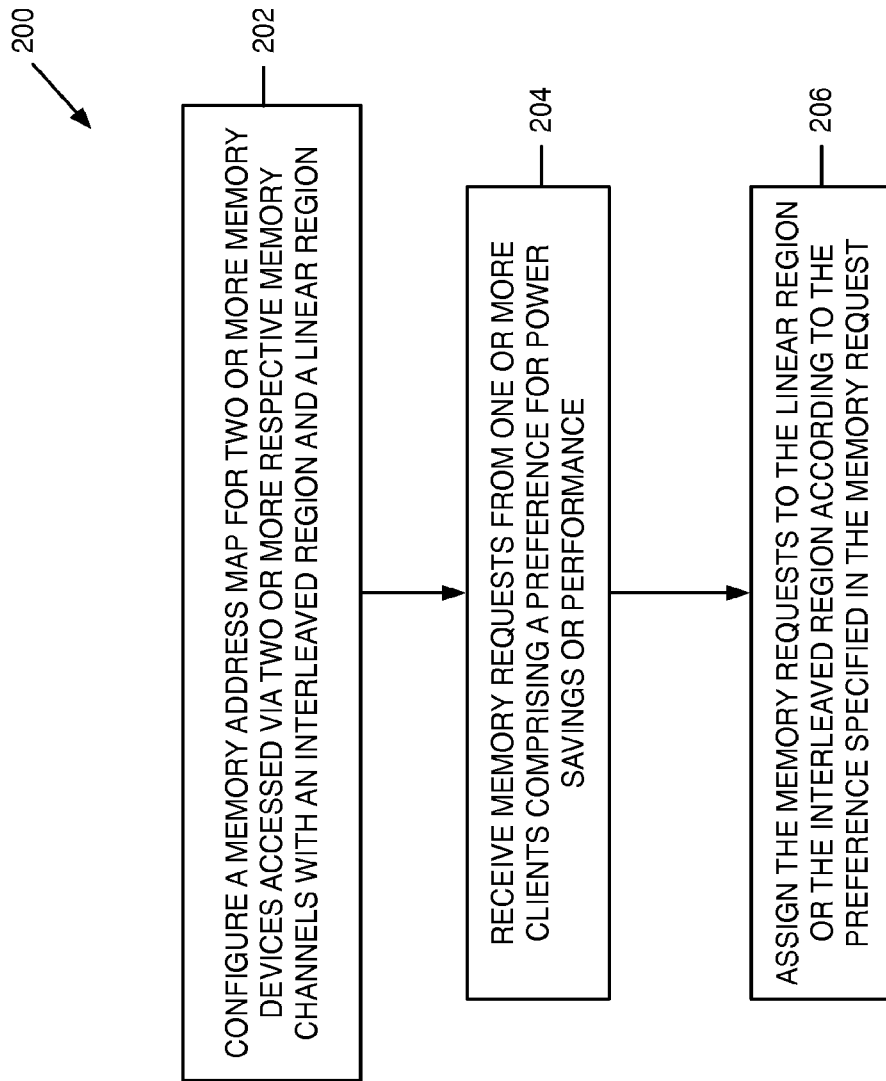 200
CONFIGURE A MEMORY ADDRESS MAP FOR TWO OR MORE MEMORY
DEVICES ACCESSED VIA TWO OR MORE RESPECTIVE MEMORY
CHANNELS WITH AN INTERLEAVED REGION AND A LINEAR REGION
202
RECEIVE MEMORY REQUESTS FROM ONE OR MORE
CLIENTS COMPRISING A PREFERENCE FOR POWER
SAVINGS OR PERFORMANCE
204
ASSIGN THE MEMORY REQUESTS TO THE LINEAR REGION
OR THE INTERLEAVED REGION ACCORDING TO THE
PREFERENCE SPECIFIED IN THE MEMORY REQUEST
206